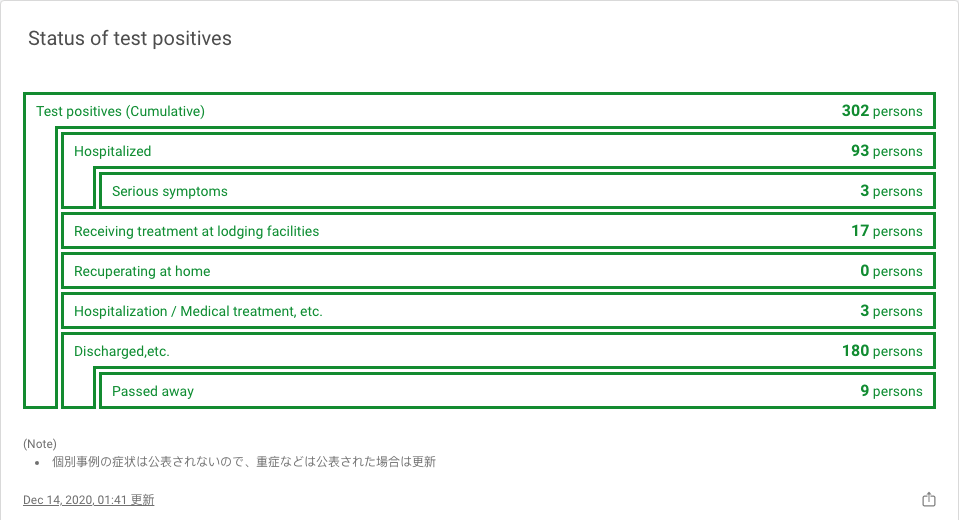 Status of test positives
Test positives (Cumulative) 302 persons
Hospitalized 93 persons
Serious symptoms 3 persons
Receiving treatment at lodging facilities 17 persons
Recuperating at home 0 persons
Hospitalization / Medical treatment, etc. 3 persons
Discharged,etc. 180 persons
Passed away 9 persons
(Note)
• 個別事例の症状は公表されないので、重症などは公表された場合は更新
Dec 14, 2020, 01:41 更新